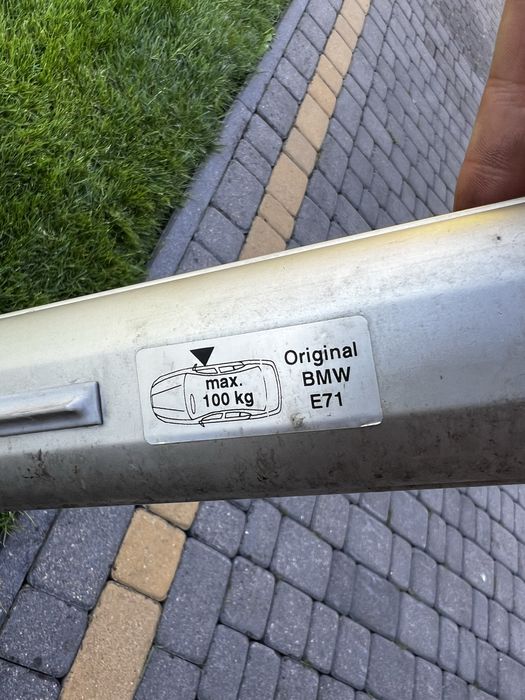 max.
100 kg
Original
BMW
E71